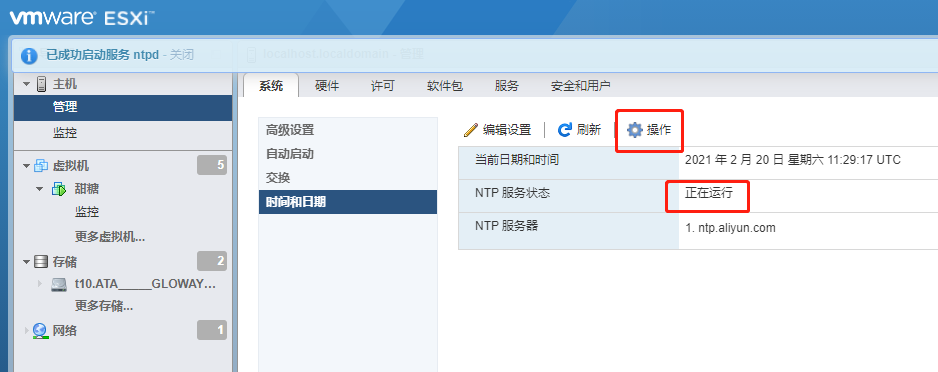 vmware ESXi
已成功启动服务 ntpd - 关闭
localhost.localdomain - 管理
主机
管理
监控
虚拟机 5
甜糖
监控
更多虚拟机...
存储 2
t10.ATA_____GLOWAY...
更多存储...
网络 1
系统 硬件 许可 软件包 服务 安全和用户
高级设置
自动启动
交换
时间和日期
编辑设置 刷新 操作
当前日期和时间 2021 年 2 月 20 日 星期六 11:29:17 UTC
NTP 服务状态 正在运行
NTP 服务器 1. ntp.aliyun.com